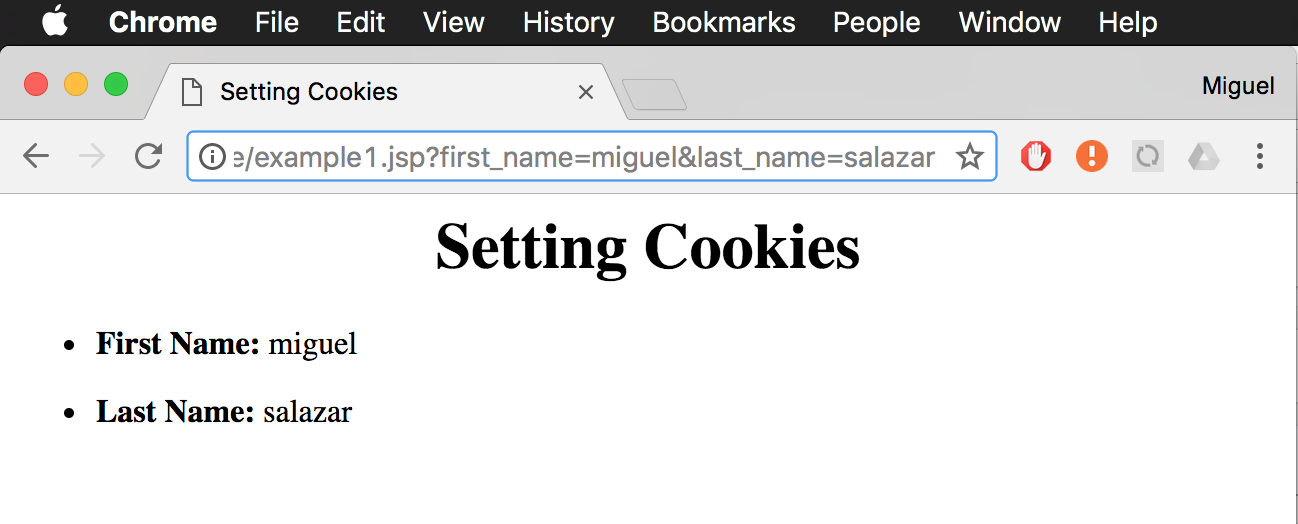 Chrome File Edit View History Bookmarks People Window Help
Setting Cookies Miguel
e/example1.jsp?first_name=miguel&last_name=salazar
Setting Cookies
• First Name: miguel
• Last Name: salazar